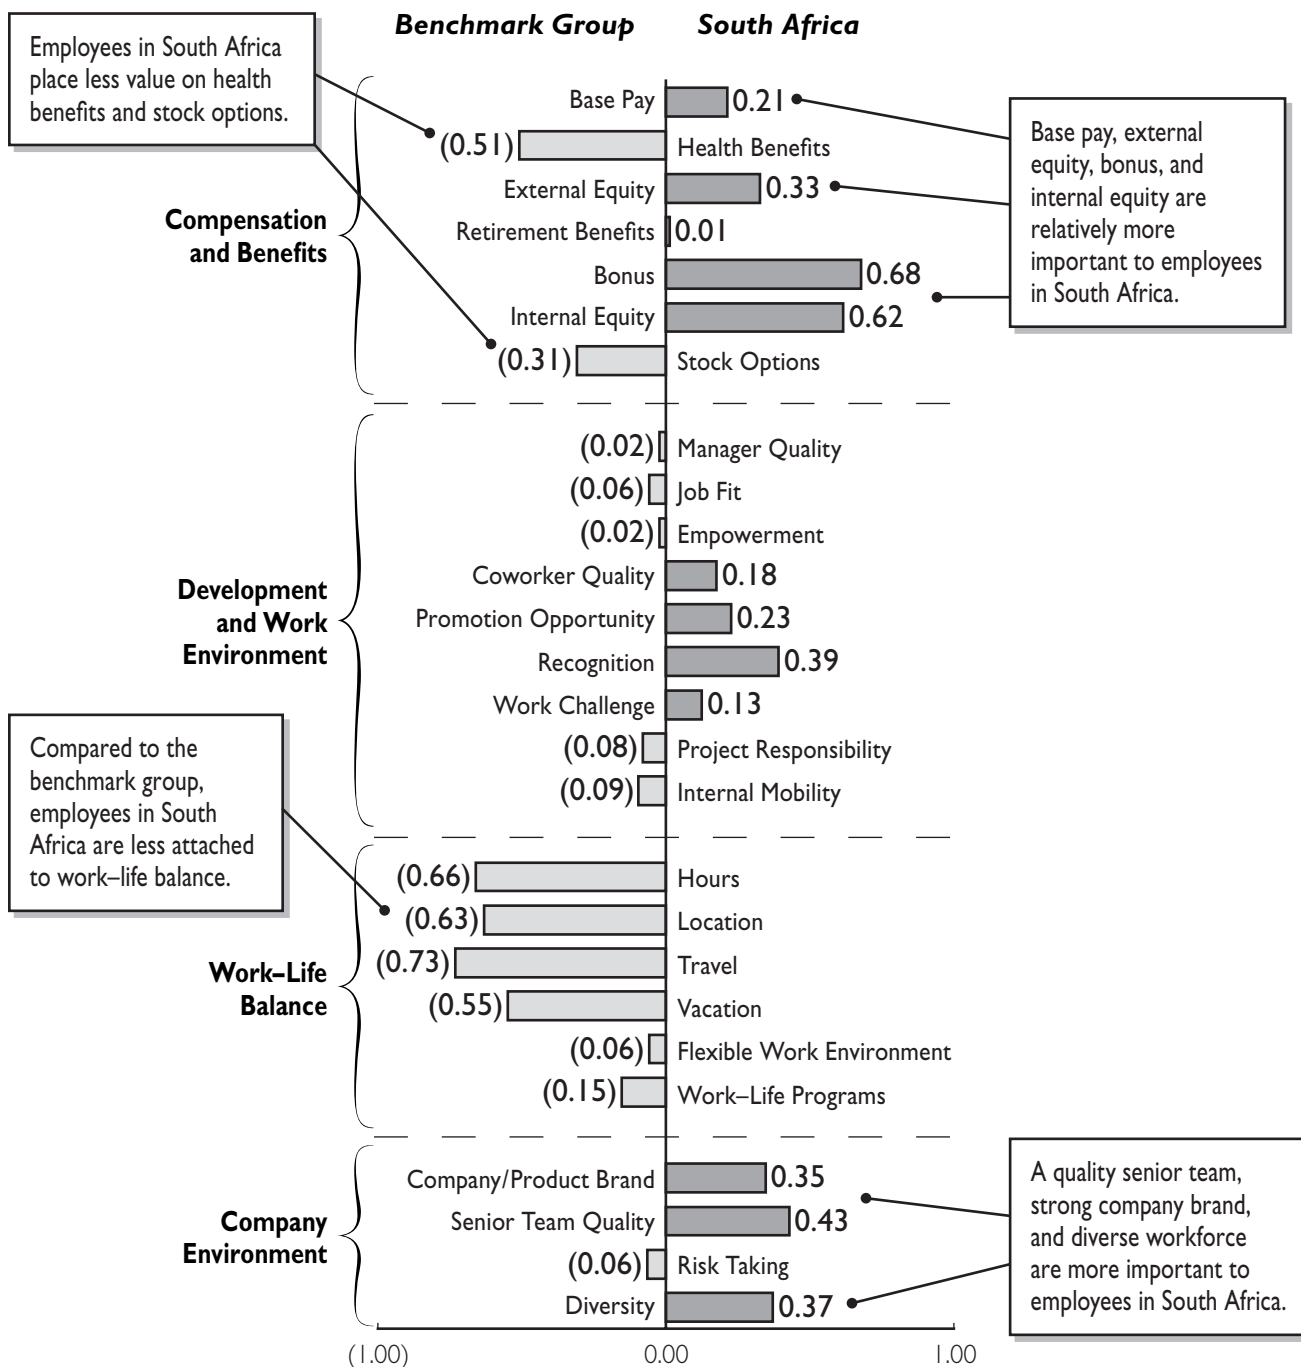 Benchmark Group South Africa
Employees in South Africa
place less value on health
benefits and stock options.
Base pay, external
equity, bonus, and
internal equity are
relatively more
important to employees
in South Africa.
Compensation
and Benefits
Base Pay 0.21
(0.51) Health Benefits
External Equity 0.33
Retirement Benefits 0.01
Bonus 0.68
Internal Equity 0.62
(0.31) Stock Options
Development
and Work
Environment
(0.02) Manager Quality
(0.06) Job Fit
(0.02) Empowerment
Coworker Quality 0.18
Promotion Opportunity 0.23
Recognition 0.39
Work Challenge 0.13
(0.08) Project Responsibility
(0.09) Internal Mobility
Compared to the
benchmark group,
employees in South
Africa are less attached
to work–life balance.
Work–Life
Balance
(0.66) Hours
(0.63) Location
(0.73) Travel
(0.55) Vacation
(0.06) Flexible Work Environment
(0.15) Work–Life Programs
Company
Environment
Company/Product Brand 0.35
Senior Team Quality 0.43
(0.06) Risk Taking
Diversity 0.37
A quality senior team,
strong company brand,
and diverse workforce
are more important to
employees in South Africa.
(1.00) 0.00 1.00